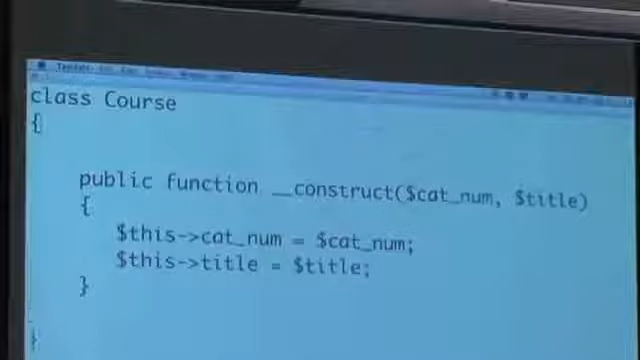 class Course
{
public function __construct($cat_num, $title)
{
$this->cat_num = $cat_num;
$this->title = $title;
}
}